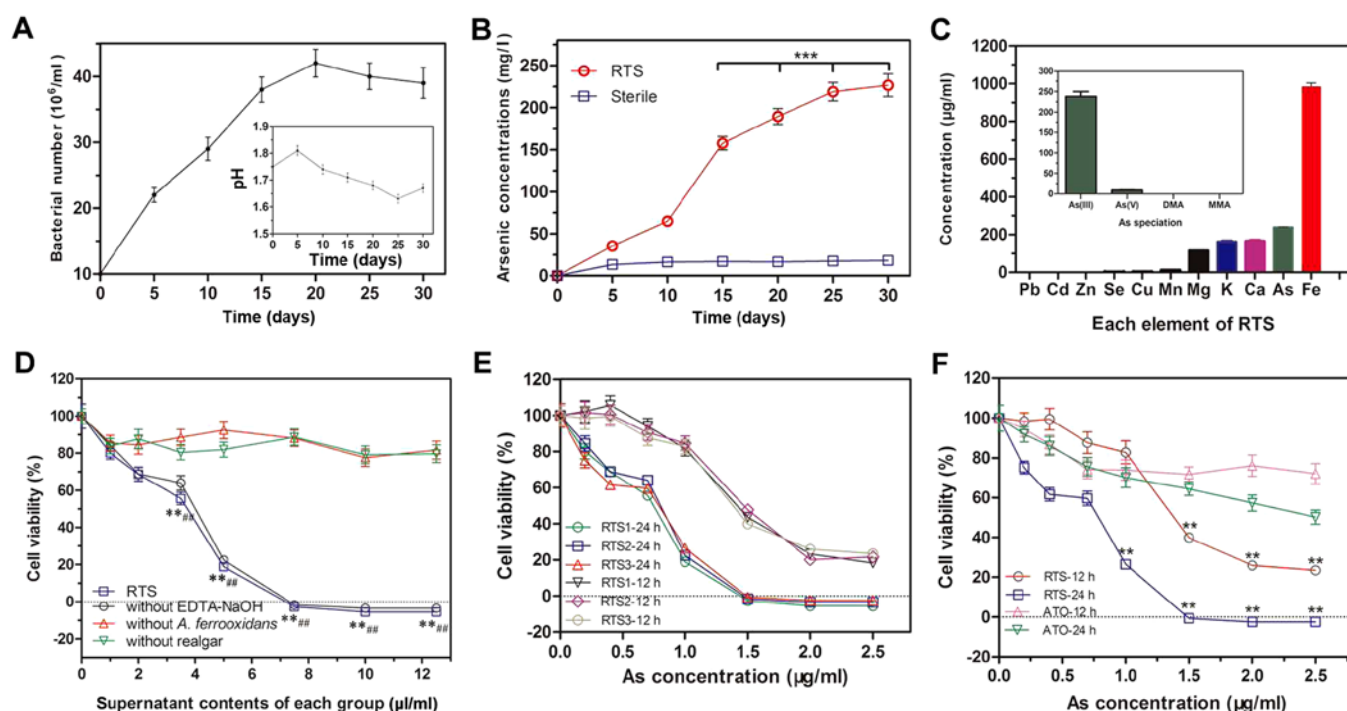 A
Bacterial number (10⁶/ml)
40
30
20
10
0 5 10 15 20 25 30
Time (days)
pH
1.9
1.8
1.7
1.6
1.5
0 5 10 15 20 25 30
Time (days)
B
Arsenic concentrations (mg/l)
250
200
150
100
50
0
RTS
Sterile
***
0 5 10 15 20 25 30
Time (days)
C
Concentration (µg/ml)
1200
1000
800
600
400
200
0
300
250
200
150
100
50
0
As(III) As(V) DMA MMA
As speciation
Pb Cd Zn Se Cu Mn Mg K Ca As Fe
Each element of RTS
D
Cell viability (%)
120
100
80
60
40
20
0
-20
**## **## **## **## **##
RTS
without EDTA-NaOH
without A. ferrooxidans
without realgar
0 2 4 6 8 10 12
Supernatant contents of each group (µl/ml)
E
Cell viability (%)
120
100
80
60
40
20
0
-20
RTS1-24 h
RTS2-24 h
RTS3-24 h
RTS1-12 h
RTS2-12 h
RTS3-12 h
0.0 0.5 1.0 1.5 2.0 2.5
As concentration (µg/ml)
F
Cell viability (%)
120
100
80
60
40
20
0
-20
** ** **
** ** ** **
RTS-12 h
RTS-24 h
ATO-12 h
ATO-24 h
0.0 0.5 1.0 1.5 2.0 2.5
As concentration (µg/ml)